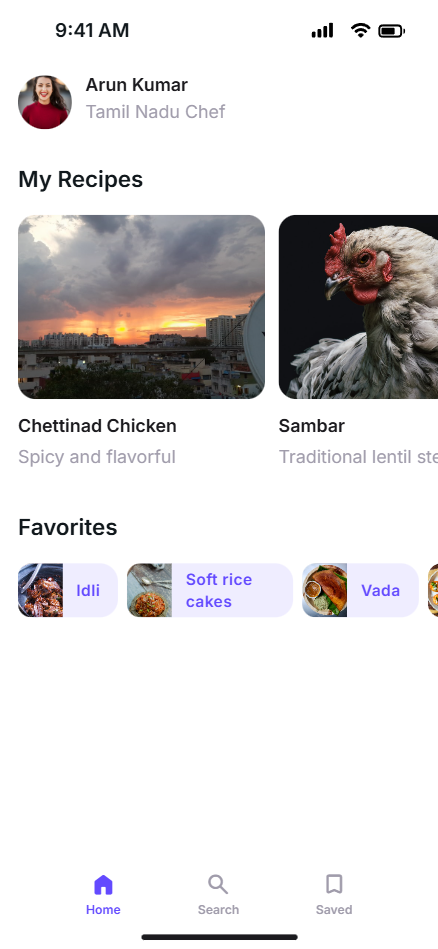 9:41 AM
Arun Kumar
Tamil Nadu Chef
My Recipes
Chettinad Chicken
Spicy and flavorful
Sambar
Traditional lentil ste
Favorites
Idli
Soft rice
cakes
Vada
Home
Search
Saved